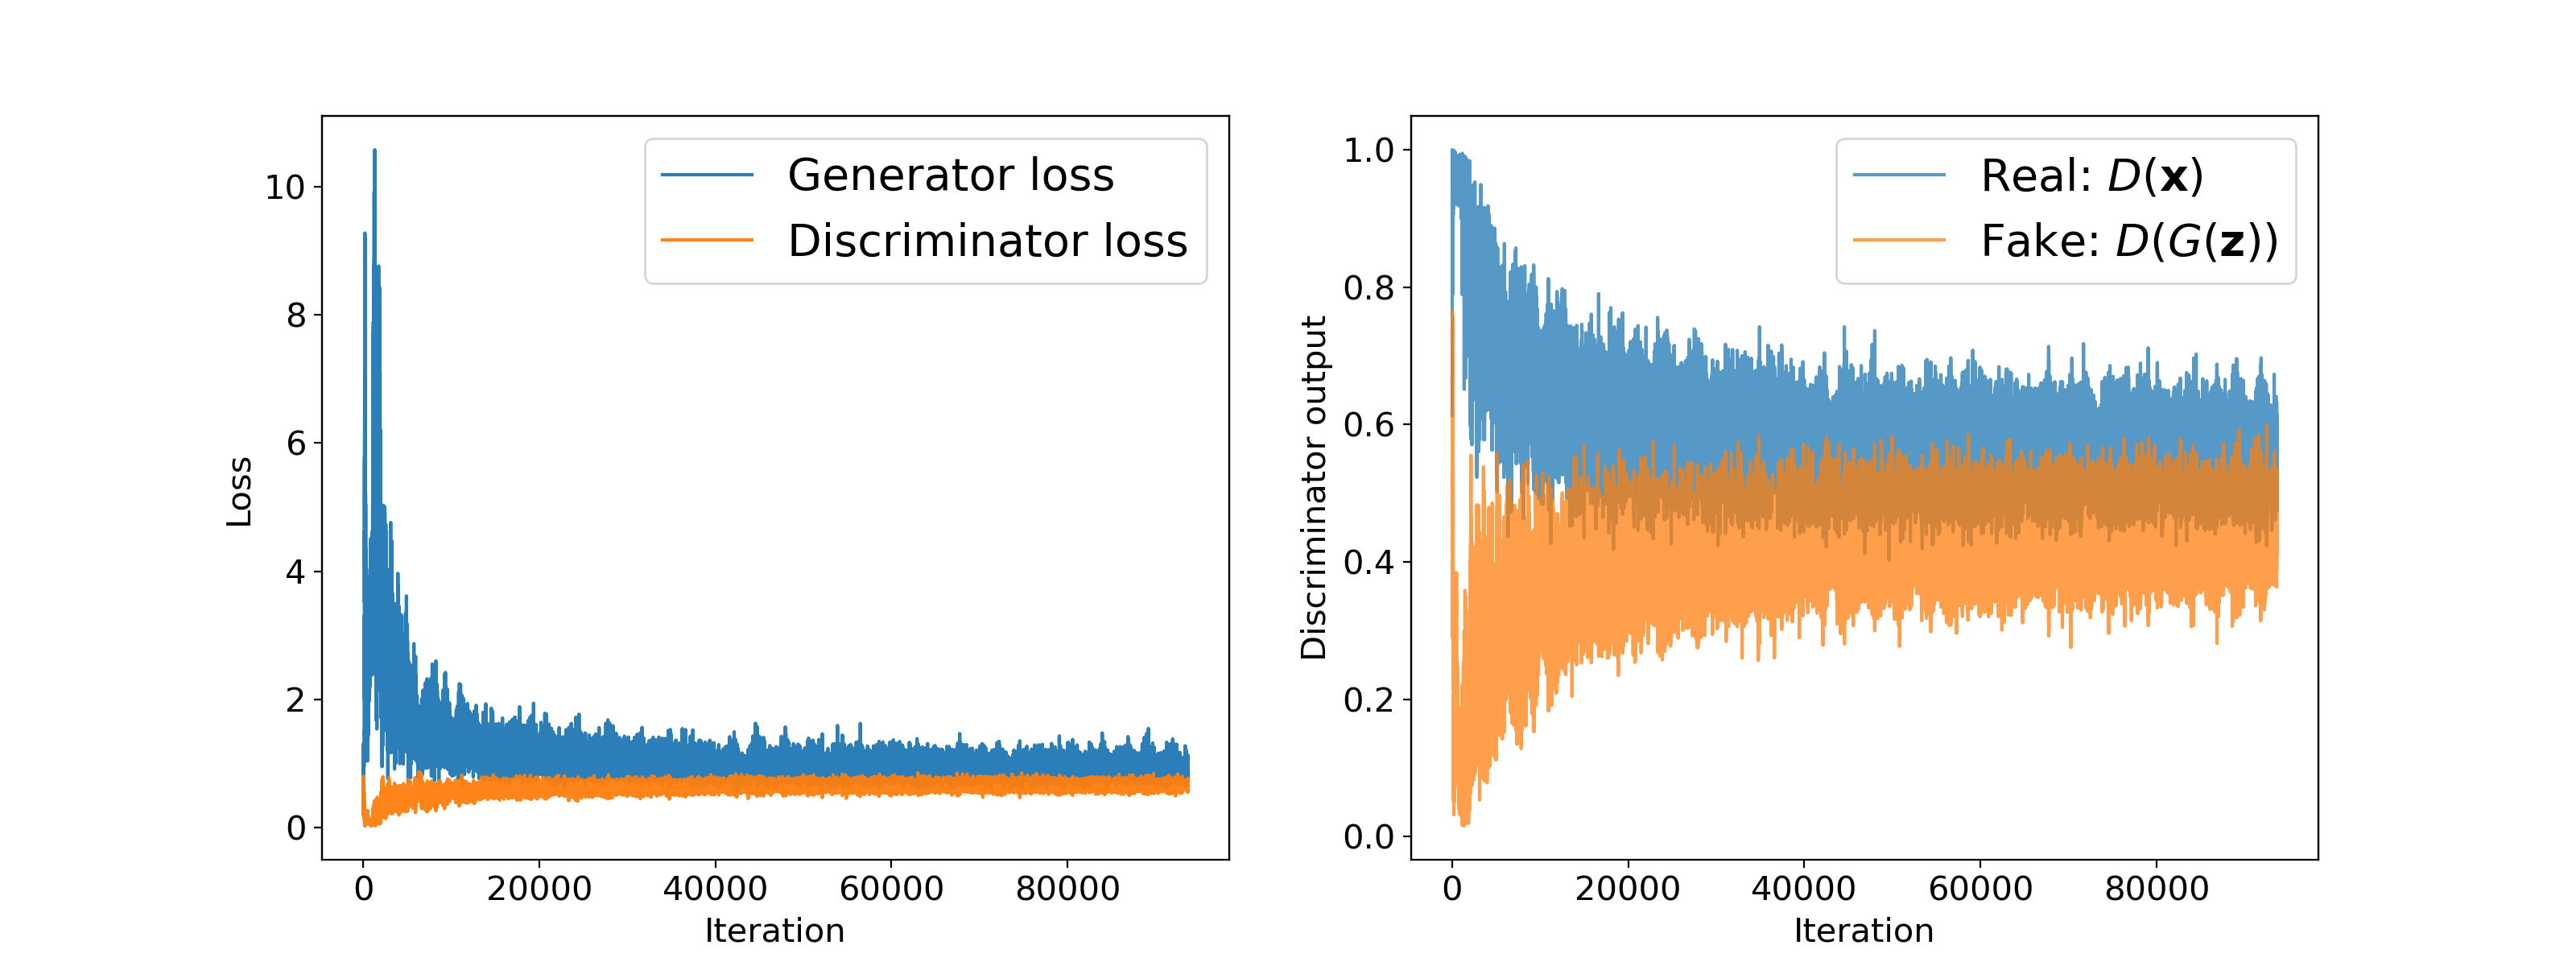 Generator loss
Discriminator loss
10
8
6
4
2
0
Loss
0 20000 40000 60000 80000
Iteration
Real: D(x)
Fake: D(G(z))
1.0
0.8
0.6
0.4
0.2
0.0
Discriminator output
0 20000 40000 60000 80000
Iteration